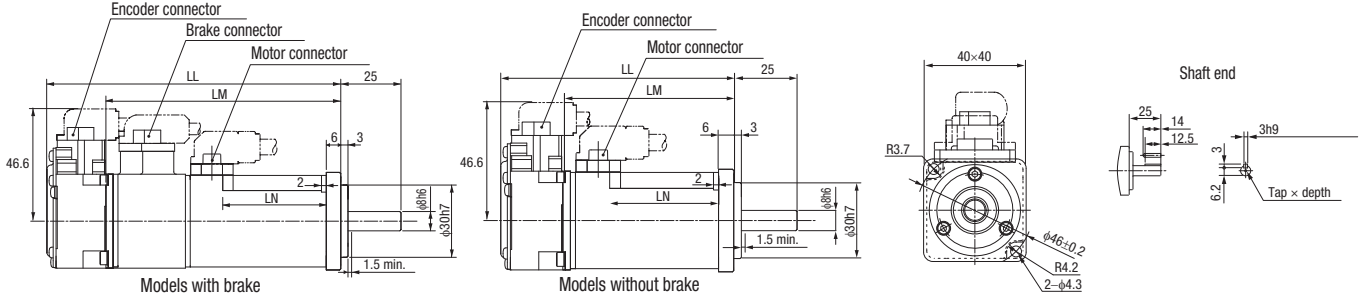 Encoder connector
Brake connector
Motor connector
LL
25
LM
6
3
46.6
2
LN
φ8h6
φ30h7
1.5 min.
Models with brake
Encoder connector
Motor connector
LL
25
LM
6
3
46.6
2
LN
φ8h6
φ30h7
1.5 min.
Models without brake
40×40
R3.7
φ46±0.2
R4.2
2−φ4.3
Shaft end
25
14
12.5
3h9
3
6.2
Tap × depth